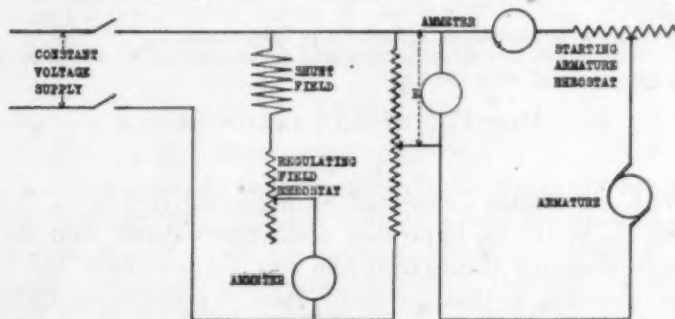 AMMETER
CONSTANT
VOLTAGE
SUPPLY
SHUNT
FIELD
E
STARTING
ARMATURE
RHEOSTAT
REGULATING
FIELD
RHEOSTAT
ARMATURE
AMMETER